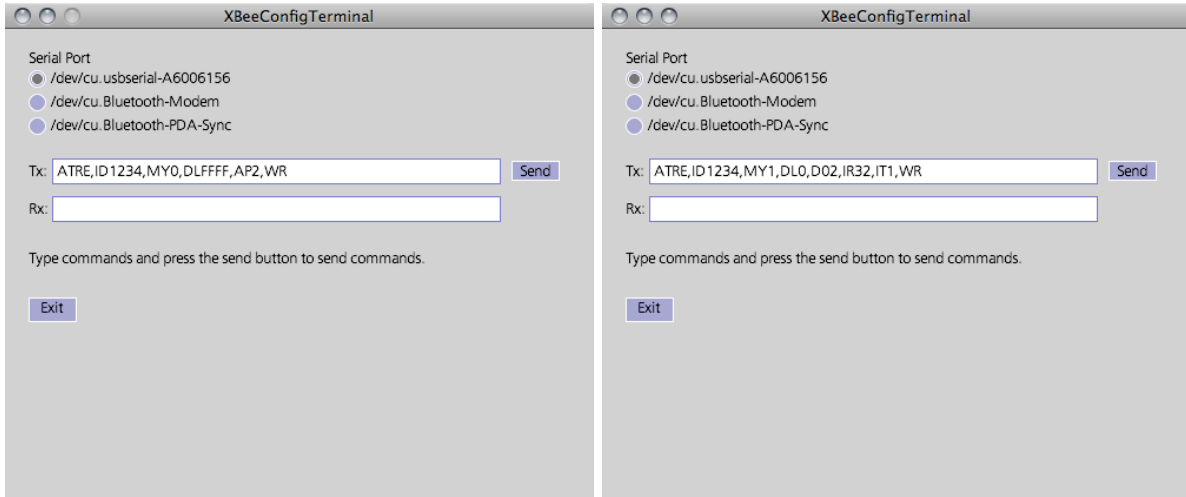 XBeeConfigTerminal
Serial Port
/dev/cu.usbserial-A6006156
/dev/cu.Bluetooth-Modem
/dev/cu.Bluetooth-PDA-Sync
Tx: ATRE,ID1234,MY0,DLFFFF,AP2,WR Send
Rx:
Type commands and press the send button to send commands.
Exit
XBeeConfigTerminal
Serial Port
/dev/cu.usbserial-A6006156
/dev/cu.Bluetooth-Modem
/dev/cu.Bluetooth-PDA-Sync
Tx: ATRE,ID1234,MY1,DL0,D02,IR32,IT1,WR Send
Rx:
Type commands and press the send button to send commands.
Exit